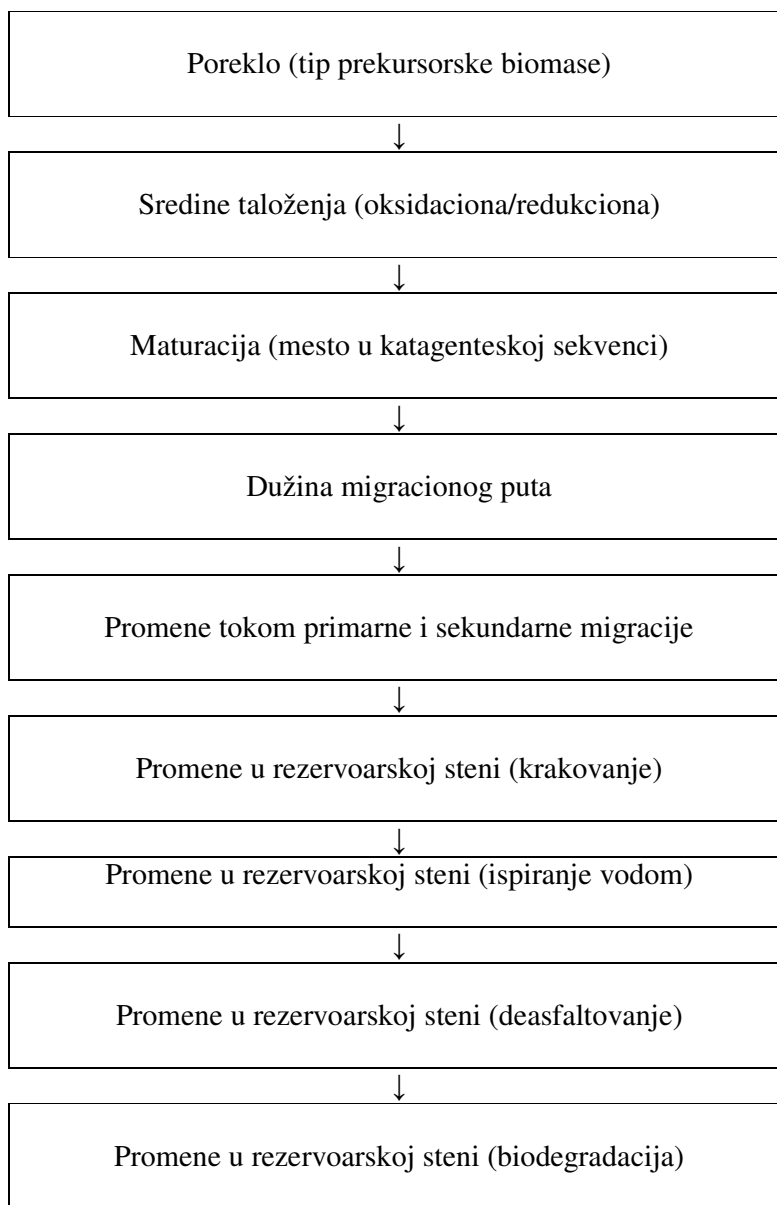 Poreklo (tip prekursorske biomase)
↓
Sredine taloženja (oksidaciona/redukciona)
↓
Maturacija (mesto u katagenteskoj sekvenci)
↓
Dužina migracionog puta
↓
Promene tokom primarne i sekundarne migracije
↓
Promene u rezervoarskoj steni (krakovanje)
↓
Promene u rezervoarskoj steni (ispiranje vodom)
↓
Promene u rezervoarskoj steni (deasfaltovanje)
↓
Promene u rezervoarskoj steni (biodegradacija)